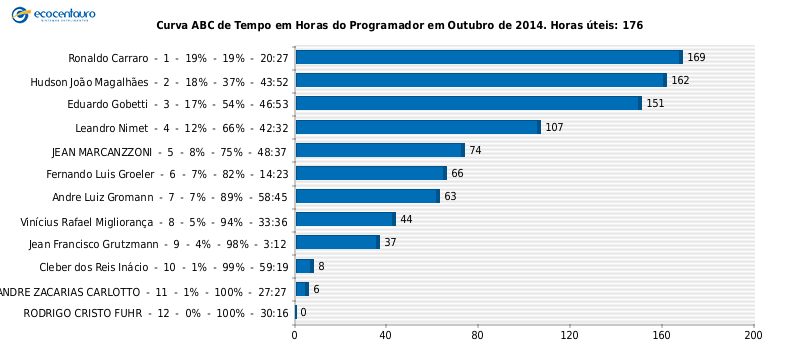 ecocentauro
Curva ABC de Tempo em Horas do Programador em Outubro de 2014. Horas úteis: 176
Ronaldo Carraro - 1 - 19% - 19% - 20:27 169
Hudson João Magalhães - 2 - 18% - 37% - 43:52 162
Eduardo Gobetti - 3 - 17% - 54% - 46:53 151
Leandro Nimet - 4 - 12% - 66% - 42:32 107
JEAN MARCANZZONI - 5 - 8% - 75% - 48:37 74
Fernando Luis Groeler - 6 - 7% - 82% - 14:23 66
Andre Luiz Gromann - 7 - 7% - 89% - 58:45 63
Vinícius Rafael Migliorança - 8 - 5% - 94% - 33:36 44
Jean Francisco Grutzmann - 9 - 4% - 98% - 3:12 37
Cleber dos Reis Inácio - 10 - 1% - 99% - 59:19 8
ANDRE ZACARIAS CARLOTTO - 11 - 1% - 100% - 27:27 6
RODRIGO CRISTO FUHR - 12 - 0% - 100% - 30:16 0
0 40 80 120 160 200